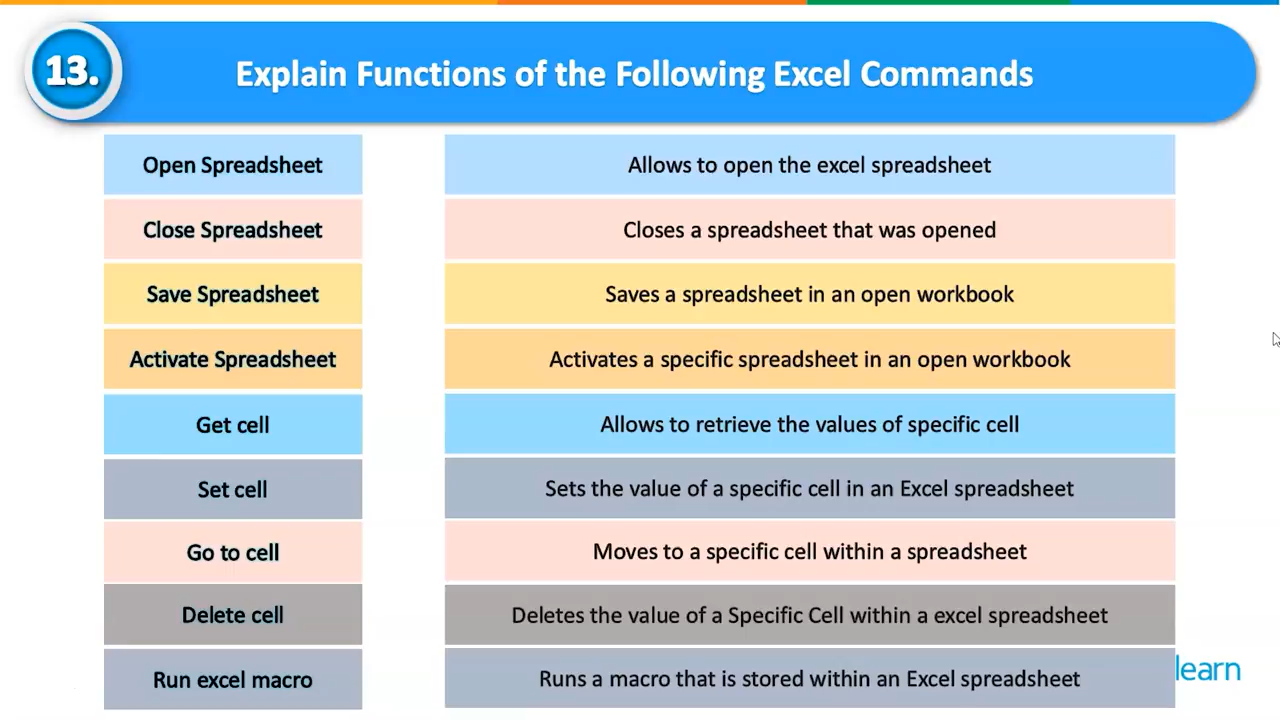 13.
Explain Functions of the Following Excel Commands
Open Spreadsheet
Allows to open the excel spreadsheet
Close Spreadsheet
Closes a spreadsheet that was opened
Save Spreadsheet
Saves a spreadsheet in an open workbook
Activate Spreadsheet
Activates a specific spreadsheet in an open workbook
Get cell
Allows to retrieve the values of specific cell
Set cell
Sets the value of a specific cell in an Excel spreadsheet
Go to cell
Moves to a specific cell within a spreadsheet
Delete cell
Deletes the value of a Specific Cell within a excel spreadsheet
Run excel macro
Runs a macro that is stored within an Excel spreadsheet
learn